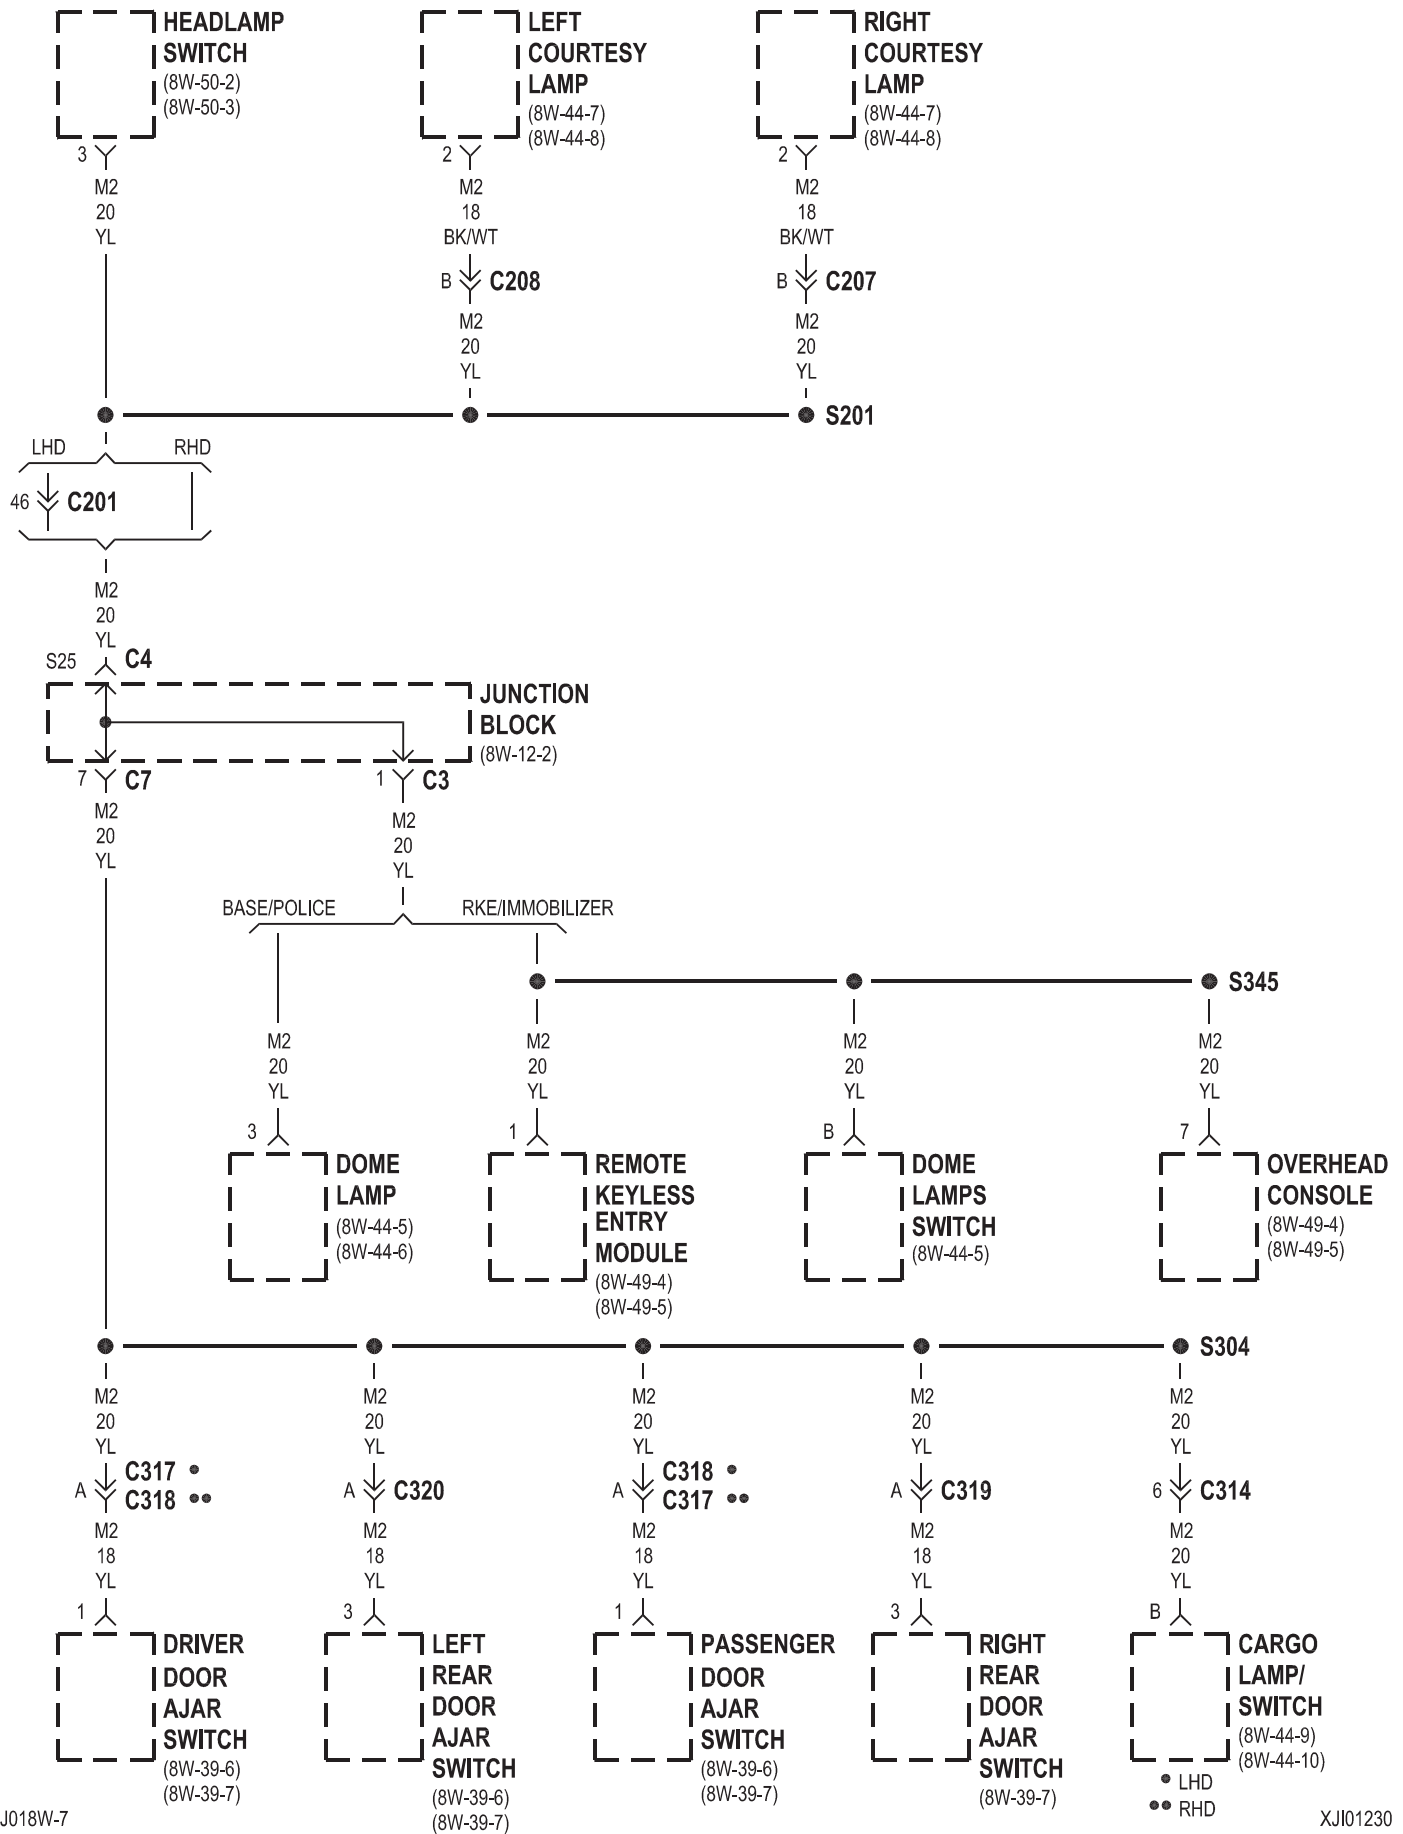 HEADLAMP
SWITCH
(8W-50-2)
(8W-50-3)
LEFT
COURTESY
LAMP
(8W-44-7)
(8W-44-8)
RIGHT
COURTESY
LAMP
(8W-44-7)
(8W-44-8)
3
M2
20
YL
2
M2
18
BK/WT
B
C208
M2
20
YL
2
M2
18
BK/WT
B
C207
M2
20
YL
S201
LHD
RHD
46
C201
M2
20
YL
S25
C4
JUNCTION
BLOCK
(8W-12-2)
7
C7
M2
20
YL
1
C3
M2
20
YL
BASE/POLICE
RKE/IMMOBILIZER
S345
M2
20
YL
M2
20
YL
M2
20
YL
M2
20
YL
3
DOME
LAMP
(8W-44-5)
(8W-44-6)
1
REMOTE
KEYLESS
ENTRY
MODULE
(8W-49-4)
(8W-49-5)
B
DOME
LAMPS
SWITCH
(8W-44-5)
7
OVERHEAD
CONSOLE
(8W-49-4)
(8W-49-5)
S304
M2
20
YL
A
C317 •
C318 ••
M2
18
YL
1
DRIVER
DOOR
AJAR
SWITCH
(8W-39-6)
(8W-39-7)
M2
20
YL
A
C320
M2
18
YL
3
LEFT
REAR
DOOR
AJAR
SWITCH
(8W-39-6)
(8W-39-7)
M2
20
YL
A
C318 •
C317 ••
M2
18
YL
1
PASSENGER
DOOR
AJAR
SWITCH
(8W-39-6)
(8W-39-7)
M2
20
YL
A
C319
M2
18
YL
3
RIGHT
REAR
DOOR
AJAR
SWITCH
(8W-39-7)
M2
20
YL
6
C314
M2
20
YL
B
CARGO
LAMP/
SWITCH
(8W-44-9)
(8W-44-10)
• LHD
•• RHD
J018W-7
XJI01230